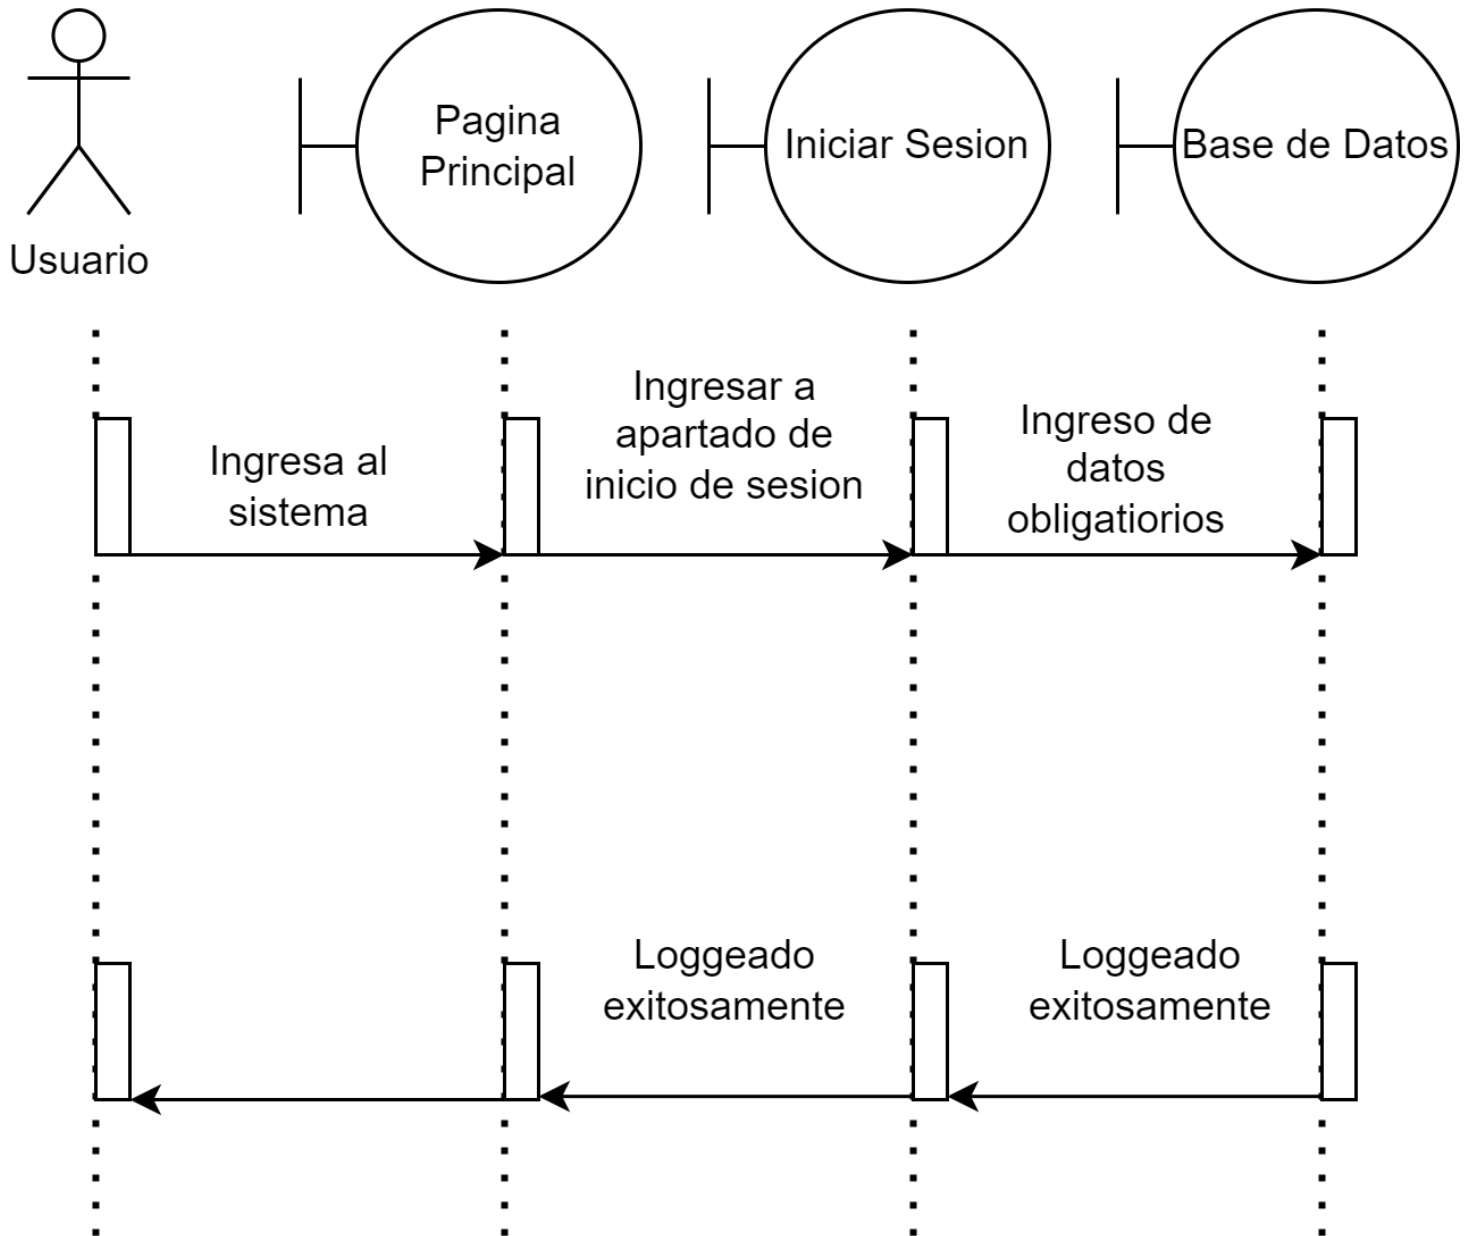 Pagina
Principal
Iniciar Sesion
Base de Datos
Usuario
Ingresa al
sistema
Ingresar a
apartado de
inicio de sesion
Ingreso de
datos
obligatiorios
Loggeado
exitosamente
Loggeado
exitosamente